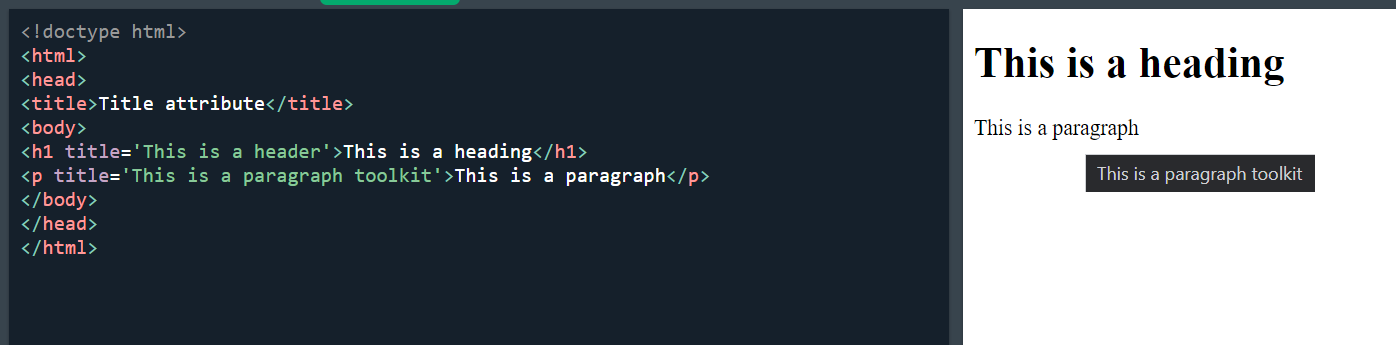 <!doctype html>
<html>
<head>
<title>Title attribute</title>
<body>
<h1 title='This is a header'>This is a heading</h1>
<p title='This is a paragraph toolkit'>This is a paragraph</p>
</body>
</head>
</html>
This is a heading
This is a paragraph
This is a paragraph toolkit